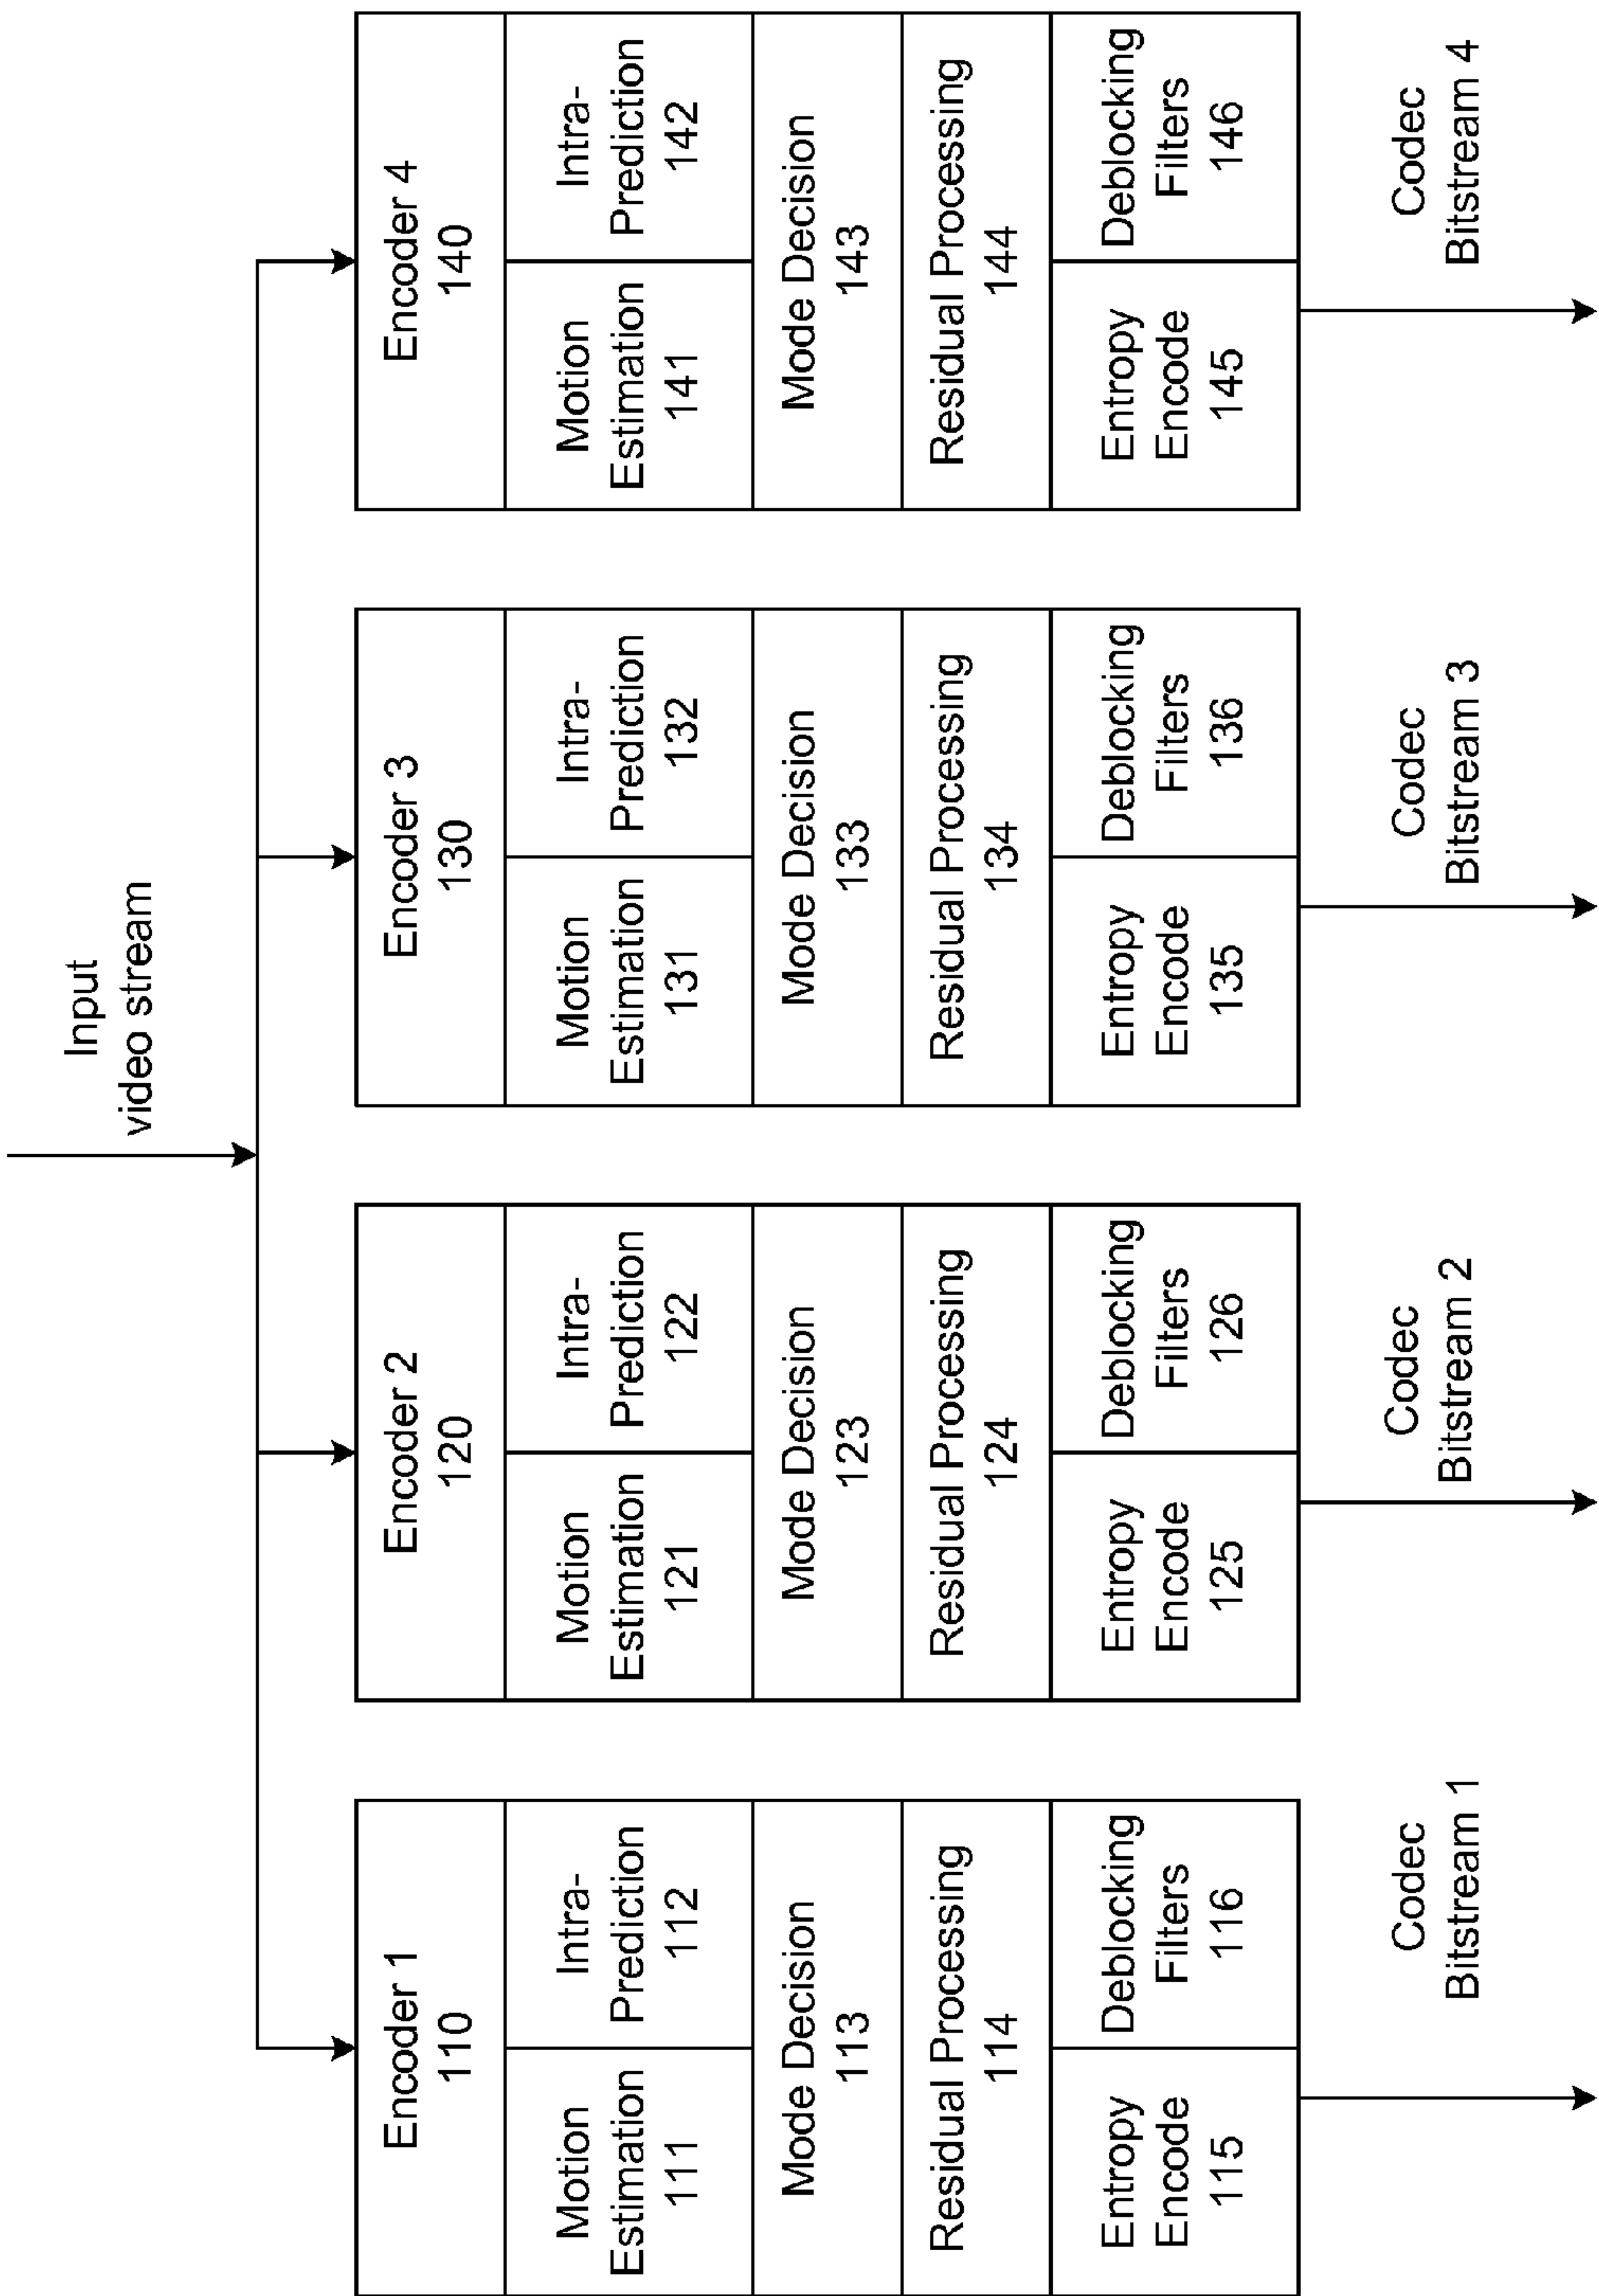 Input
video stream
Encoder 1
110
Motion
Estimation
111
Intra-
Prediction
112
Mode Decision
113
Residual Processing
114
Entropy
Encode
115
Deblocking
Filters
116
Codec
Bitstream 1
Encoder 2
120
Motion
Estimation
121
Intra-
Prediction
122
Mode Decision
123
Residual Processing
124
Entropy
Encode
125
Deblocking
Filters
126
Codec
Bitstream 2
Encoder 3
130
Motion
Estimation
131
Intra-
Prediction
132
Mode Decision
133
Residual Processing
134
Entropy
Encode
135
Deblocking
Filters
136
Codec
Bitstream 3
Encoder 4
140
Motion
Estimation
141
Intra-
Prediction
142
Mode Decision
143
Residual Processing
144
Entropy
Encode
145
Deblocking
Filters
146
Codec
Bitstream 4